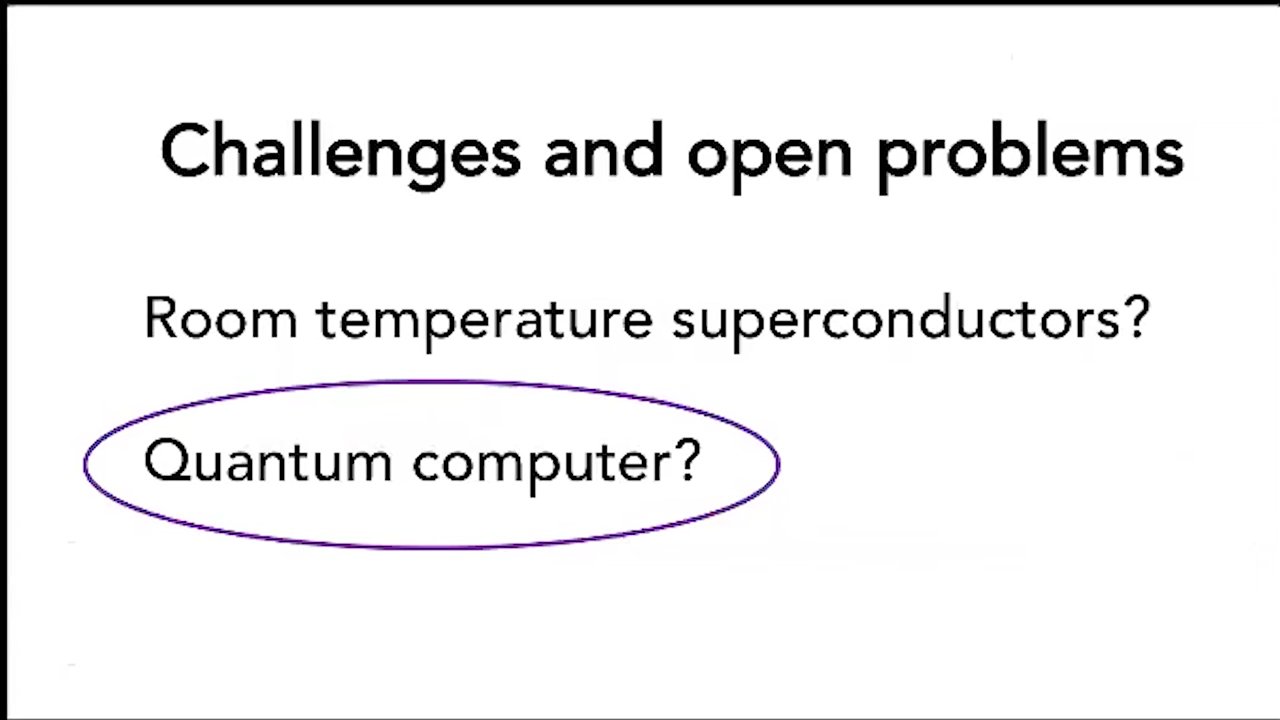 Challenges and open problems
Room temperature superconductors?
Quantum computer?